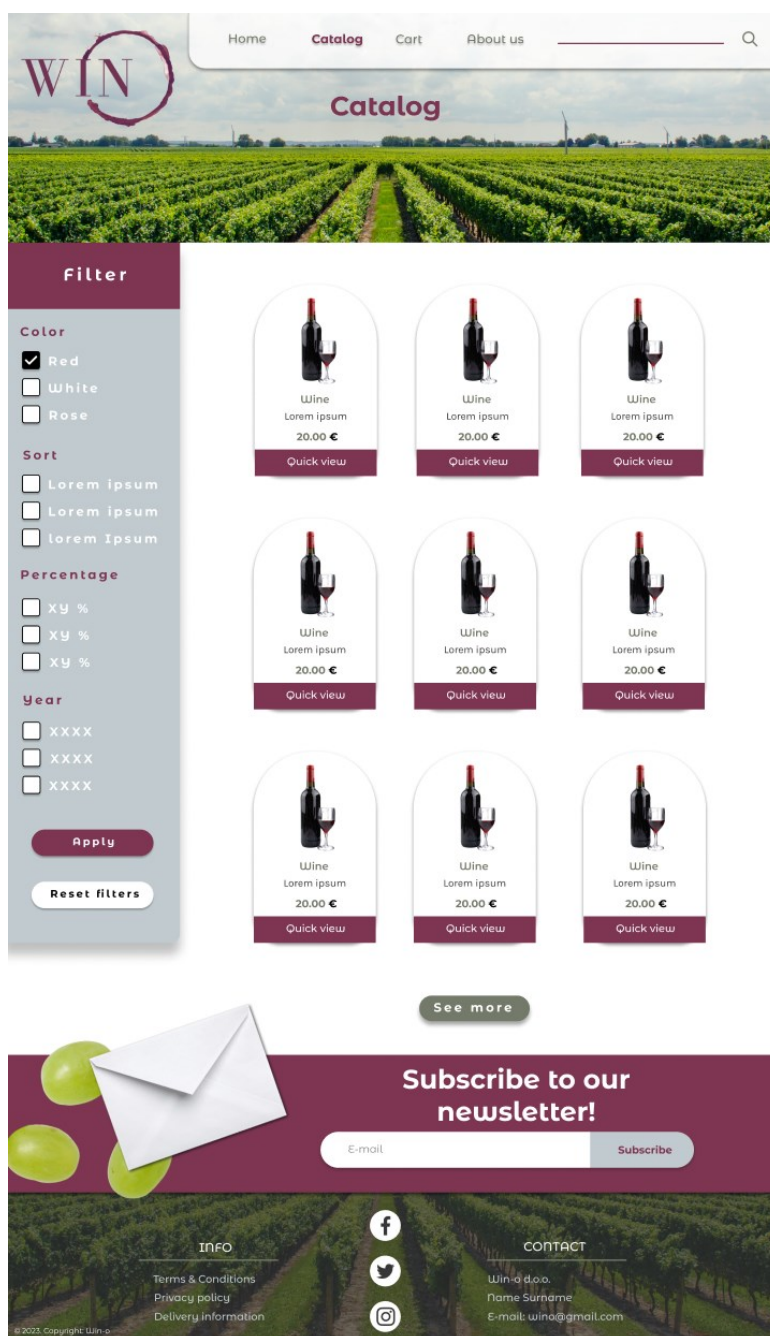 WIN
Home Catalog Cart About us
Catalog
Filter
Color
Red
White
Rose
Sort
Lorem ipsum
Lorem ipsum
lorem Ipsum
Percentage
XY %
XY %
XY %
Year
XXXX
XXXX
XXXX
Apply
Reset filters
Wine
Lorem ipsum
20.00 €
Quick view
Wine
Lorem ipsum
20.00 €
Quick view
Wine
Lorem ipsum
20.00 €
Quick view
Wine
Lorem ipsum
20.00 €
Quick view
Wine
Lorem ipsum
20.00 €
Quick view
Wine
Lorem ipsum
20.00 €
Quick view
Wine
Lorem ipsum
20.00 €
Quick view
Wine
Lorem ipsum
20.00 €
Quick view
Wine
Lorem ipsum
20.00 €
Quick view
See more
Subscribe to our
newsletter!
E-mail
Subscribe
INFO
Terms & Conditions
Privacy policy
Delivery information
CONTACT
Win-o d.o.o.
Name Surname
E-mail: wino@gmail.com
© 2023. Copyright: Win-o